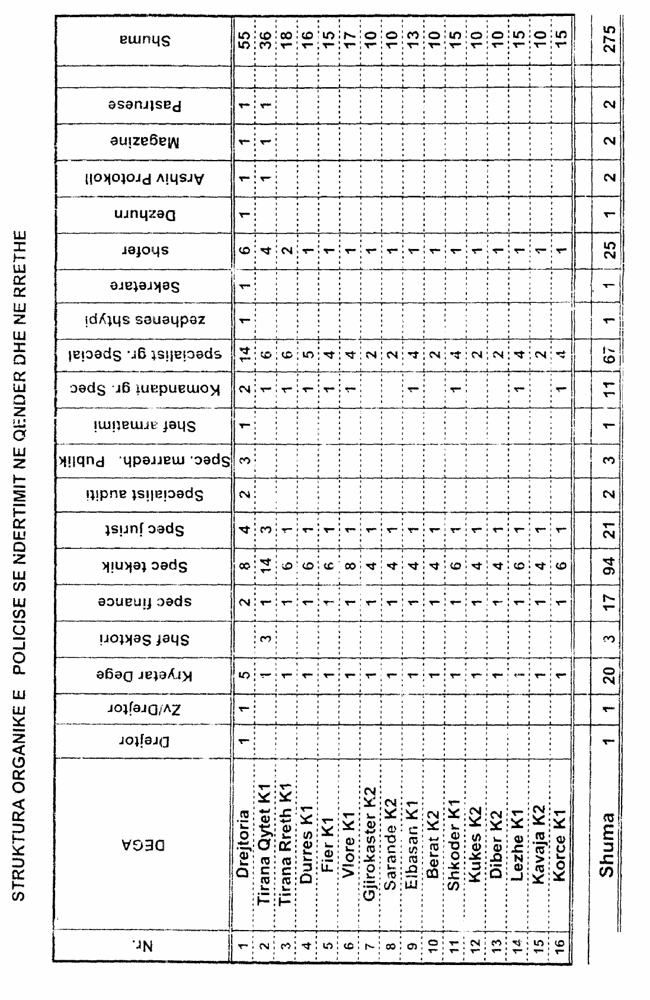 STRUKTURA ORGANIKE E POLICISE SE NDERTIMIT NE QENDER DHE NE RRETHE
Nr. DEGA Drejtor Zv/Drejtor Kryetar Dege Shef Sektori spec finance Spec teknik Spec jurist Specialist auditi Spec. marredh. Publik Shef armatimi Komandant gr. Spec specialist gr. Special zedhenes shtypi Sekretare shofer Dezhurn Arshiv Protokoll Magazine Pastruese Shuma
1 Drejtoria 1 1 5 2 8 4 2 3 1 2 14 1 1 6 1 1 1 1 55
2 Tirana Qytet K1 1 3 1 14 3 1 6 4 1 1 1 36
3 Tirana Rreth K1 1 1 6 1 1 6 2 18
4 Durres K1 1 1 6 1 1 5 1 16
5 Fier K1 1 1 6 1 1 4 1 15
6 Vlore K1 1 1 8 1 1 4 1 17
7 Gjirokaster K2 1 1 4 1 2 1 10
8 Sarande K2 1 1 4 1 2 1 10
9 Elbasan K1 1 1 4 1 1 4 1 13
10 Berat K2 1 1 4 1 2 1 10
11 Shkoder K1 1 1 6 1 1 4 1 15
12 Kukes K2 1 1 4 1 2 1 10
13 Diber K2 1 1 4 1 2 1 10
14 Lezhe K1 1 1 6 1 1 4 1 15
15 Kavaja K2 1 1 4 1 2 1 10
16 Korce K1 1 1 6 1 1 4 1 15
Shuma 1 1 20 3 17 94 21 2 3 1 11 67 1 1 25 1 2 2 2 275